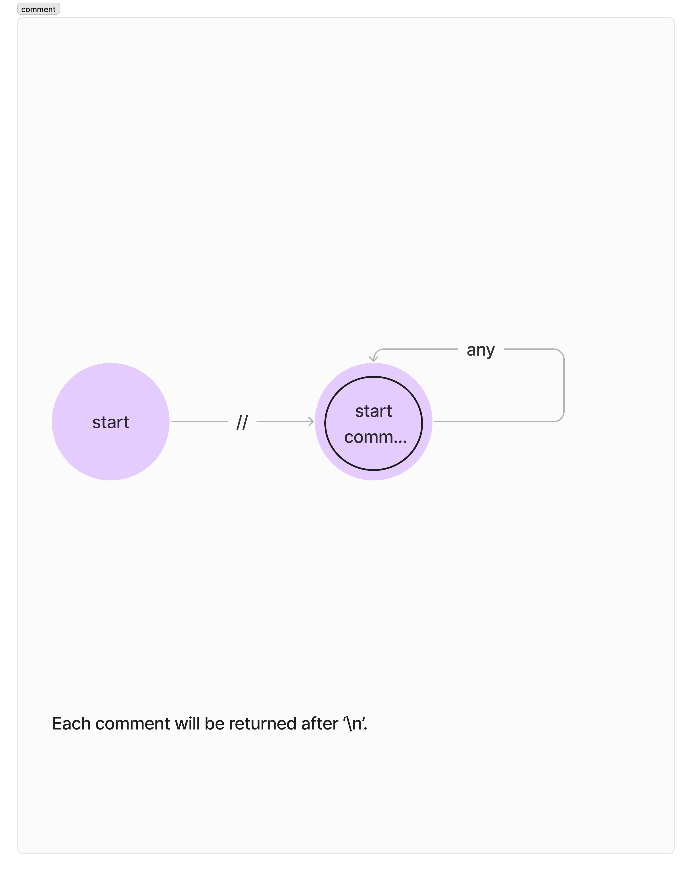 comment
any
start
//
start
comm...
Each comment will be returned after ‘\n’.